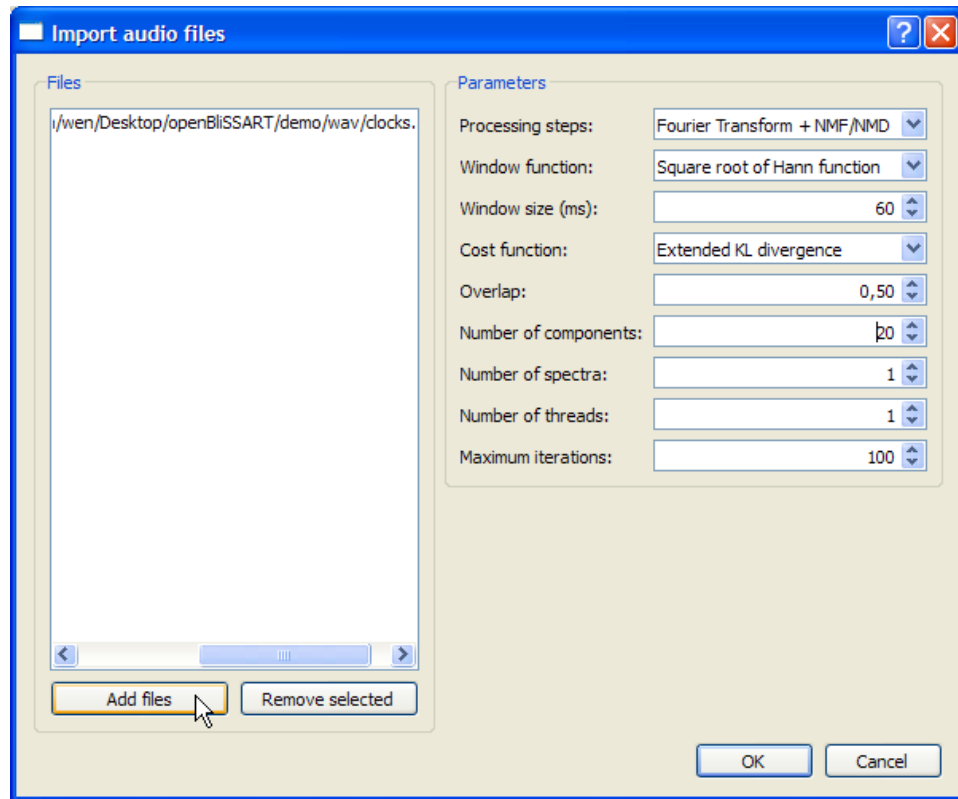 Import audio files
Files
/wen/Desktop/openBliSSART/demo/wav/clocks.
Add files
Remove selected
Parameters
Processing steps: Fourier Transform + NMF/NMD
Window function: Square root of Hann function
Window size (ms): 60
Cost function: Extended KL divergence
Overlap: 0,50
Number of components: 20
Number of spectra: 1
Number of threads: 1
Maximum iterations: 100
OK
Cancel